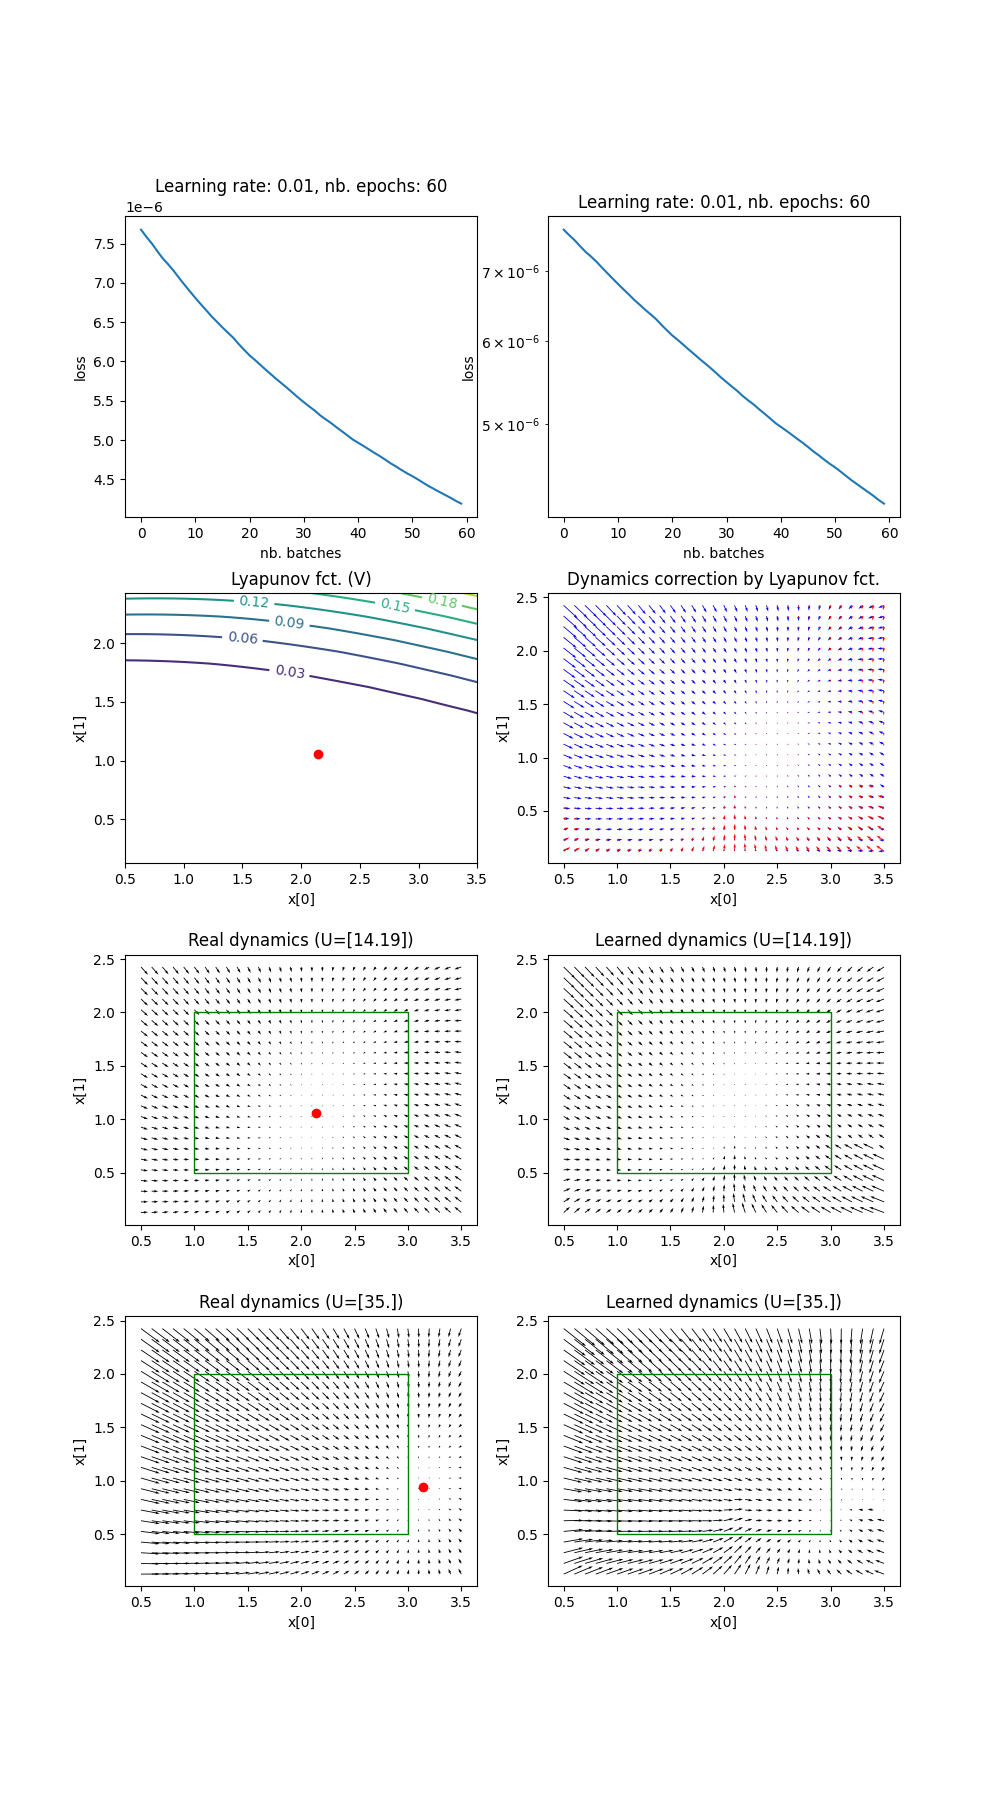 Learning rate: 0.01, nb. epochs: 60
1e−6
7.5
7.0
6.5
6.0
5.5
5.0
4.5
loss
0 10 20 30 40 50 60
nb. batches
Learning rate: 0.01, nb. epochs: 60
7 × 10⁻⁶
6 × 10⁻⁶
5 × 10⁻⁶
loss
0 10 20 30 40 50 60
nb. batches
Lyapunov fct. (V)
0.12 0.15 0.18
0.09
0.06
0.03
2.0
1.5
1.0
0.5
x[1]
0.5 1.0 1.5 2.0 2.5 3.0 3.5
x[0]
Dynamics correction by Lyapunov fct.
2.5
2.0
1.5
1.0
0.5
x[1]
0.5 1.0 1.5 2.0 2.5 3.0 3.5
x[0]
Real dynamics (U=[14.19])
2.5
2.0
1.5
1.0
0.5
x[1]
0.5 1.0 1.5 2.0 2.5 3.0 3.5
x[0]
Learned dynamics (U=[14.19])
2.5
2.0
1.5
1.0
0.5
x[1]
0.5 1.0 1.5 2.0 2.5 3.0 3.5
x[0]
Real dynamics (U=[35.])
2.5
2.0
1.5
1.0
0.5
x[1]
0.5 1.0 1.5 2.0 2.5 3.0 3.5
x[0]
Learned dynamics (U=[35.])
2.5
2.0
1.5
1.0
0.5
x[1]
0.5 1.0 1.5 2.0 2.5 3.0 3.5
x[0]